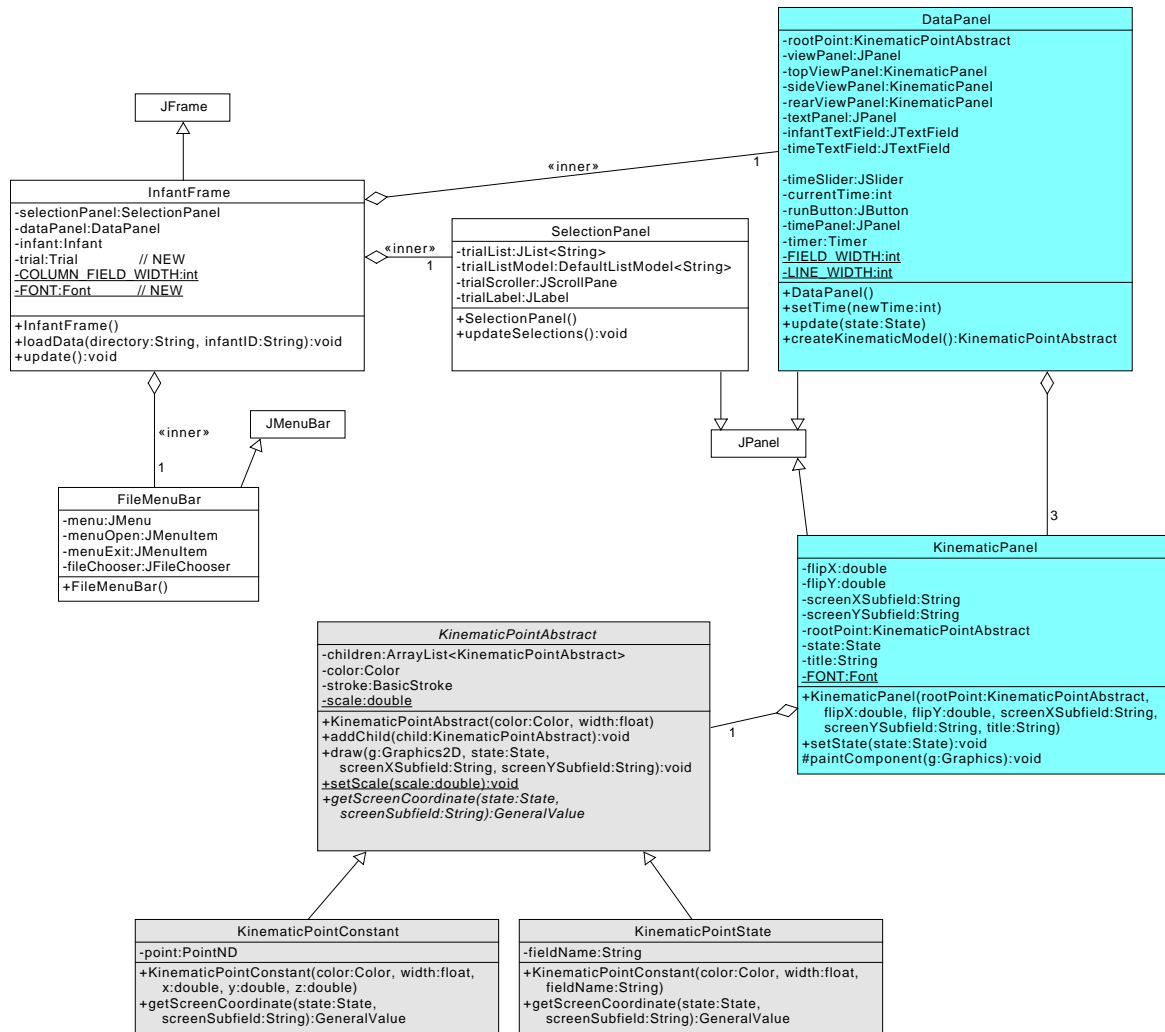 DataPanel
-rootPoint:KinematicPointAbstract
-viewPanel:JPanel
-topViewPanel:KinematicPanel
-sideViewPanel:KinematicPanel
-rearViewPanel:KinematicPanel
-textPanel:JPanel
-infantTextField:JTextField
-timeTextField:JTextField
-timeSlider:JSlider
-currentTime:int
-runButton:JButton
-timePanel:JPanel
-timer:Timer
-FIELD_WIDTH:int
-LINE_WIDTH:int
+DataPanel()
+setTime(newTime:int)
+update(state:State)
+createKinematicModel():KinematicPointAbstract
JFrame
«inner»
1
InfantFrame
-selectionPanel:SelectionPanel
-dataPanel:DataPanel
-infant:Infant
-trial:Trial // NEW
-COLUMN_FIELD_WIDTH:int
-FONT:Font // NEW
+InfantFrame()
+loadData(directory:String, infantID:String):void
+update():void
«inner»
1
SelectionPanel
-trialList:JList<String>
-trialListModel:DefaultListModel<String>
-trialScroller:JScrollPane
-trialLabel:JLabel
+SelectionPanel()
+updateSelections():void
«inner»
1
JMenuBar
JPanel
3
FileMenuBar
-menu:JMenu
-menuOpen:JMenuItem
-menuExit:JMenuItem
-fileChooser:JFileChooser
+FileMenuBar()
KinematicPanel
-flipX:double
-flipY:double
-screenXSubfield:String
-screenYSubfield:String
-rootPoint:KinematicPointAbstract
-state:State
-title:String
-FONT:Font
+KinematicPanel(rootPoint:KinematicPointAbstract,
flipX:double, flipY:double, screenXSubfield:String,
screenYSubfield:String, title:String)
+setState(state:State):void
#paintComponent(g:Graphics):void
1
KinematicPointAbstract
-children:ArrayList<KinematicPointAbstract>
-color:Color
-stroke:BasicStroke
-scale:double
+KinematicPointAbstract(color:Color, width:float)
+addChild(child:KinematicPointAbstract):void
+draw(g:Graphics2D, state:State,
screenXSubfield:String, screenYSubfield:String):void
+setScale(scale:double):void
+getScreenCoordinate(state:State,
screenSubfield:String):GeneralValue
KinematicPointConstant
-point:PointND
+KinematicPointConstant(color:Color, width:float,
x:double, y:double, z:double)
+getScreenCoordinate(state:State,
screenSubfield:String):GeneralValue
KinematicPointState
-fieldName:String
+KinematicPointConstant(color:Color, width:float,
fieldName:String)
+getScreenCoordinate(state:State,
screenSubfield:String):GeneralValue